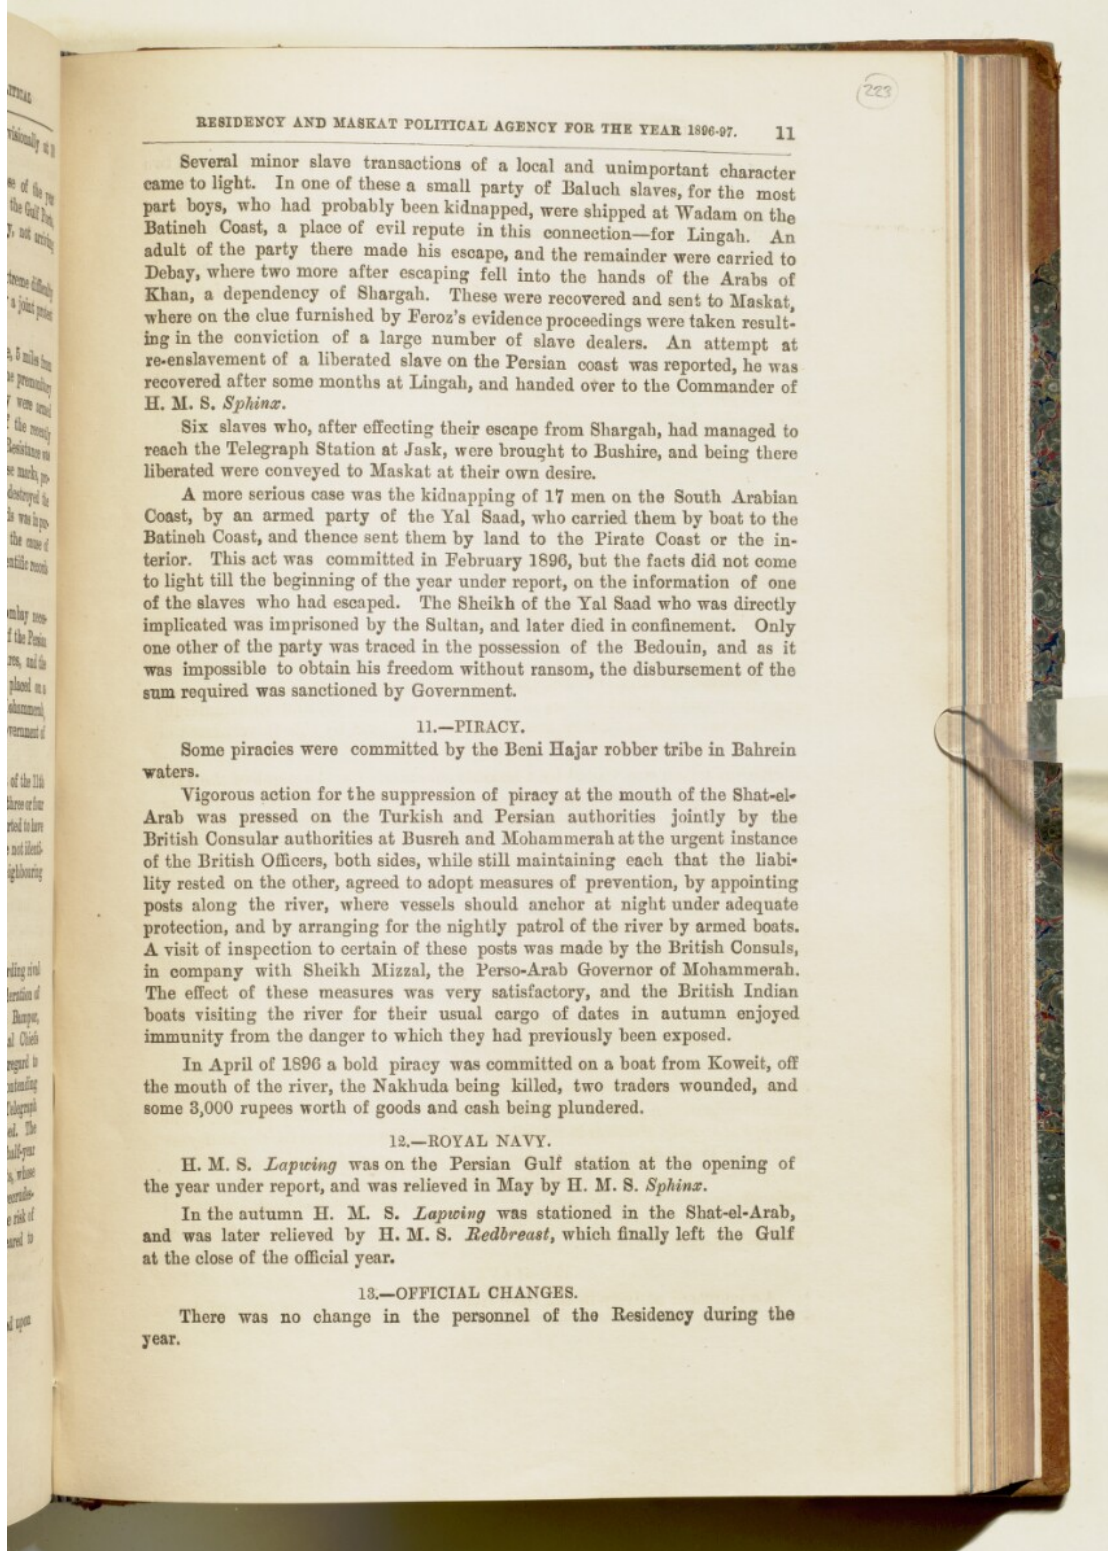 223
RESIDENCY AND MASKAT POLITICAL AGENCY FOR THE YEAR 1896-97. 11
Several minor slave transactions of a local and unimportant character
came to light. In one of these a small party of Baluch slaves, for the most
part boys, who had probably been kidnapped, were shipped at Wadam on the
Batineh Coast, a place of evil repute in this connection—for Lingah. An
adult of the party there made his escape, and the remainder were carried to
Debay, where two more after escaping fell into the hands of the Arabs of
Khan, a dependency of Shargah. These were recovered and sent to Maskat,
where on the clue furnished by Feroz's evidence proceedings were taken result-
ing in the conviction of a large number of slave dealers. An attempt at
re-enslavement of a liberated slave on the Persian coast was reported, he was
recovered after some months at Lingah, and handed over to the Commander of
H. M. S. Sphinx.
Six slaves who, after effecting their escape from Shargah, had managed to
reach the Telegraph Station at Jask, were brought to Bushire, and being there
liberated were conveyed to Maskat at their own desire.
A more serious case was the kidnapping of 17 men on the South Arabian
Coast, by an armed party of the Yal Saad, who carried them by boat to the
Batineh Coast, and thence sent them by land to the Pirate Coast or the in-
terior. This act was committed in February 1896, but the facts did not come
to light till the beginning of the year under report, on the information of one
of the slaves who had escaped. The Sheikh of the Yal Saad who was directly
implicated was imprisoned by the Sultan, and later died in confinement. Only
one other of the party was traced in the possession of the Bedouin, and as it
was impossible to obtain his freedom without ransom, the disbursement of the
sum required was sanctioned by Government.
11.—PIRACY.
Some piracies were committed by the Beni Hajar robber tribe in Bahrein
waters.
Vigorous action for the suppression of piracy at the mouth of the Shat-el-
Arab was pressed on the Turkish and Persian authorities jointly by the
British Consular authorities at Busreh and Mohammerah at the urgent instance
of the British Officers, both sides, while still maintaining each that the liabi-
lity rested on the other, agreed to adopt measures of prevention, by appointing
posts along the river, where vessels should anchor at night under adequate
protection, and by arranging for the nightly patrol of the river by armed boats.
A visit of inspection to certain of these posts was made by the British Consuls,
in company with Sheikh Mizzal, the Perso-Arab Governor of Mohammerah.
The effect of these measures was very satisfactory, and the British Indian
boats visiting the river for their usual cargo of dates in autumn enjoyed
immunity from the danger to which they had previously been exposed.
In April of 1896 a bold piracy was committed on a boat from Koweit, off
the mouth of the river, the Nakhuda being killed, two traders wounded, and
some 3,000 rupees worth of goods and cash being plundered.
12.—ROYAL NAVY.
H. M. S. Lapwing was on the Persian Gulf station at the opening of
the year under report, and was relieved in May by H. M. S. Sphinx.
In the autumn H. M. S. Lapwing was stationed in the Shat-el-Arab,
and was later relieved by H. M. S. Redbreast, which finally left the Gulf
at the close of the official year.
13.—OFFICIAL CHANGES.
There was no change in the personnel of the Residency during the
year.